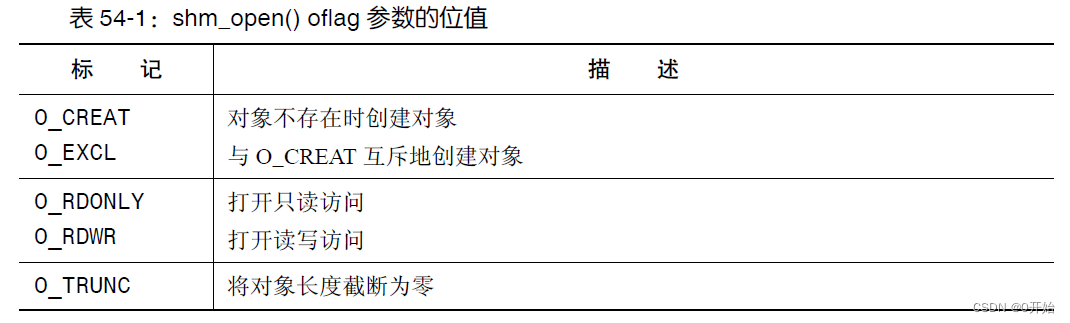 表 54-1：shm_open() oflag 参数的位值
标 记 描 述
O_CREAT 对象不存在时创建对象
O_EXCL 与 O_CREAT 互斥地创建对象
O_RDONLY 打开只读访问
O_RDWR 打开读写访问
O_TRUNC 将对象长度截断为零
CSDN @0开始